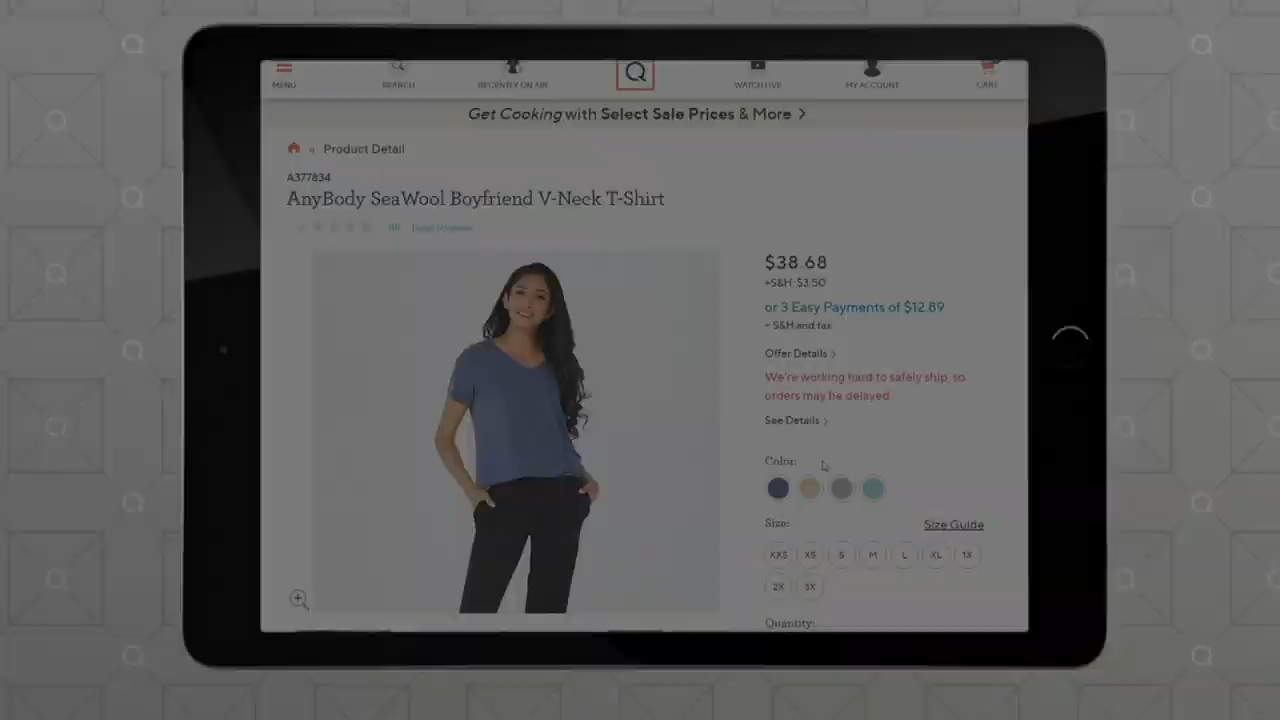 MENU
SEARCH
RECENTLY ON AIR
Q
WATCH LIVE
MY ACCOUNT
CART
Get Cooking with Select Sale Prices & More >
« Product Detail
A377834
AnyBody SeaWool Boyfriend V-Neck T-Shirt
$38.68
+S&H: $3.50
or 3 Easy Payments of $12.89
+ S&H and tax
Offer Details >
We're working hard to safely ship, so
orders may be delayed.
See Details >
Color:
Size:
Size Guide
XXS XS S M L XL 1X
2X 3X
Quantity: